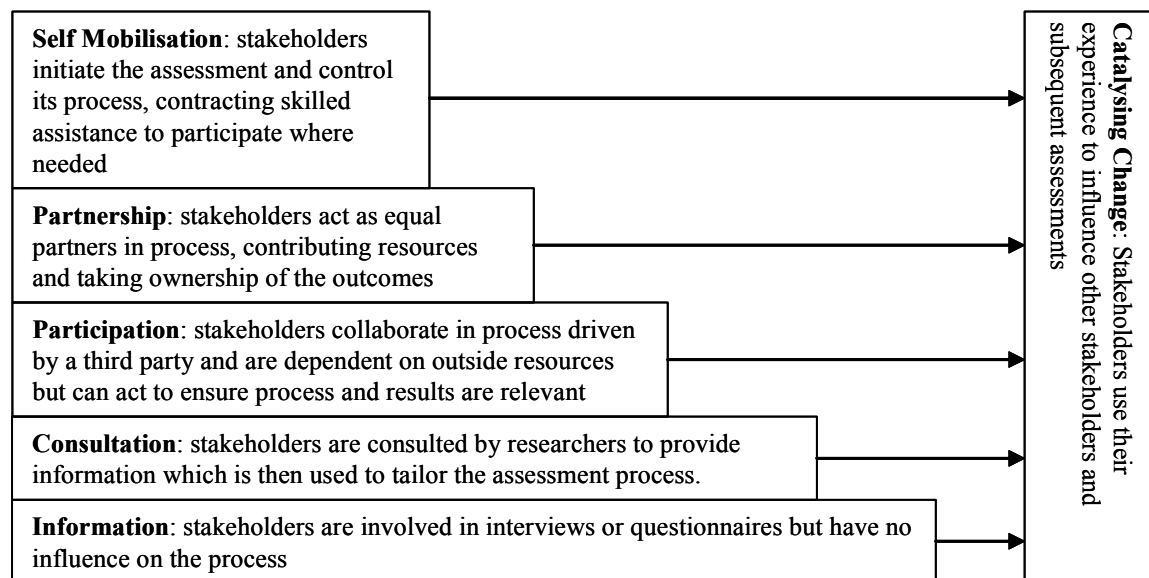 Self Mobilisation: stakeholders
initiate the assessment and control
its process, contracting skilled
assistance to participate where
needed
Partnership: stakeholders act as equal
partners in process, contributing resources
and taking ownership of the outcomes
Participation: stakeholders collaborate in process driven
by a third party and are dependent on outside resources
but can act to ensure process and results are relevant
Consultation: stakeholders are consulted by researchers to provide
information which is then used to tailor the assessment process.
Information: stakeholders are involved in interviews or questionnaires but have no
influence on the process
Catalysing Change: Stakeholders use their
experience to influence other stakeholders and
subsequent assessments